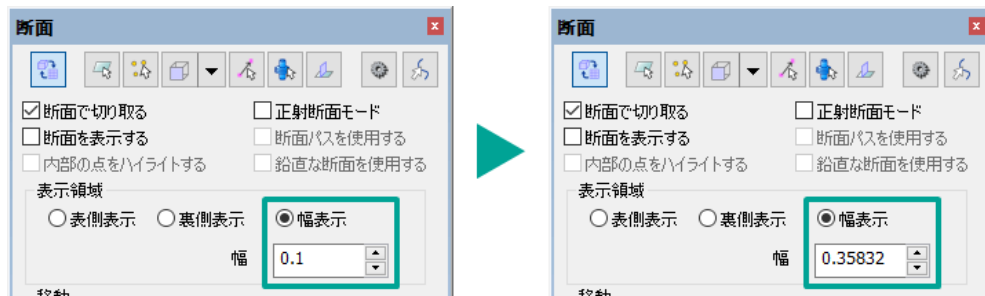 断面
断面で切り取る 正射断面モード
断面を表示する 断面パスを使用する
内部の点をハイライトする 鉛直な断面を使用する
表示領域
表側表示 裏側表示 幅表示
幅 0.1
移動
断面
断面で切り取る 正射断面モード
断面を表示する 断面パスを使用する
内部の点をハイライトする 鉛直な断面を使用する
表示領域
表側表示 裏側表示 幅表示
幅 0.35832
移動